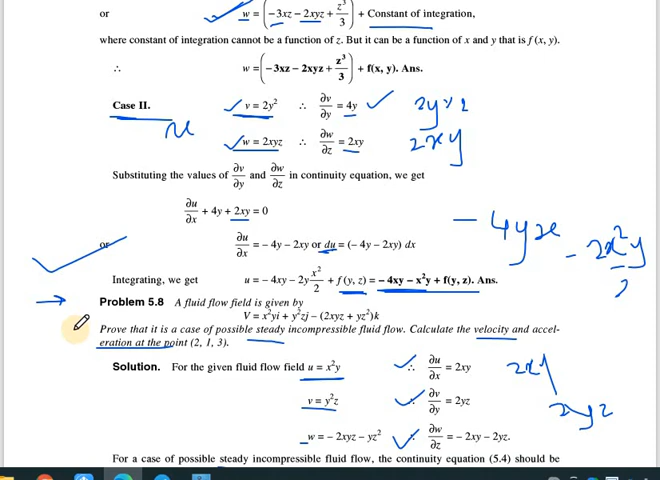 or w = (−3xz − 2xyz + z³/3) + Constant of integration,
where constant of integration cannot be a function of z. But it can be a function of x and y that is f (x, y).
∴ w = (−3xz − 2xyz + z³/3) + f(x, y). Ans.
Case II. v = 2y² ∴ ∂v/∂y = 4y 2y×2
u w = 2xyz ∴ ∂w/∂z = 2xy 2xy
Substituting the values of ∂v/∂y and ∂w/∂z in continuity equation, we get
∂u/∂x + 4y + 2xy = 0
or ∂u/∂x = − 4y − 2xy or du = (− 4y − 2xy) dx
− 4yx − 2x²y/2
Integrating, we get u = − 4xy − 2y x²/2 + f (y, z) = − 4xy − x²y + f(y, z). Ans.
Problem 5.8 A fluid flow field is given by
V = x²yi + y²zj − (2xyz + yz²)k
Prove that it is a case of possible steady incompressible fluid flow. Calculate the velocity and accel-
eration at the point (2, 1, 3).
Solution. For the given fluid flow field u = x²y ∴ ∂u/∂x = 2xy 2xy
v = y²z ∴ ∂v/∂y = 2yz 2yz
w = − 2xyz − yz² ∴ ∂w/∂z = − 2xy − 2yz.
For a case of possible steady incompressible fluid flow, the continuity equation (5.4) should be